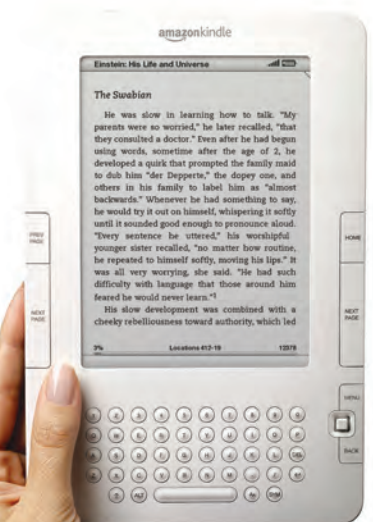 amazonkindle
Einstein: His Life and Universe
The Swabian
He was slow in learning how to talk. "My
parents were so worried," he later recalled, "that
they consulted a doctor." Even after he had begun
using words, sometime after the age of 2, he
developed a quirk that prompted the family maid
to dub him "der Depperte," the dopey one, and
others in his family to label him as "almost
backwards." Whenever he had something to say,
he would try it out on himself, whispering it softly
until it sounded good enough to pronounce aloud.
"Every sentence he uttered," his worshipful
younger sister recalled, "no matter how routine,
he repeated to himself softly, moving his lips." It
was all very worrying, she said. "He had such
difficulty with language that those around him
feared he would never learn."1
His slow development was combined with a
cheeky rebelliousness toward authority, which led
3% Locations 412-19 13378
PREV
PAGE
HOME
NEXT
PAGE
NEXT
PAGE
MENU
BACK
DEL
ALT
SYM